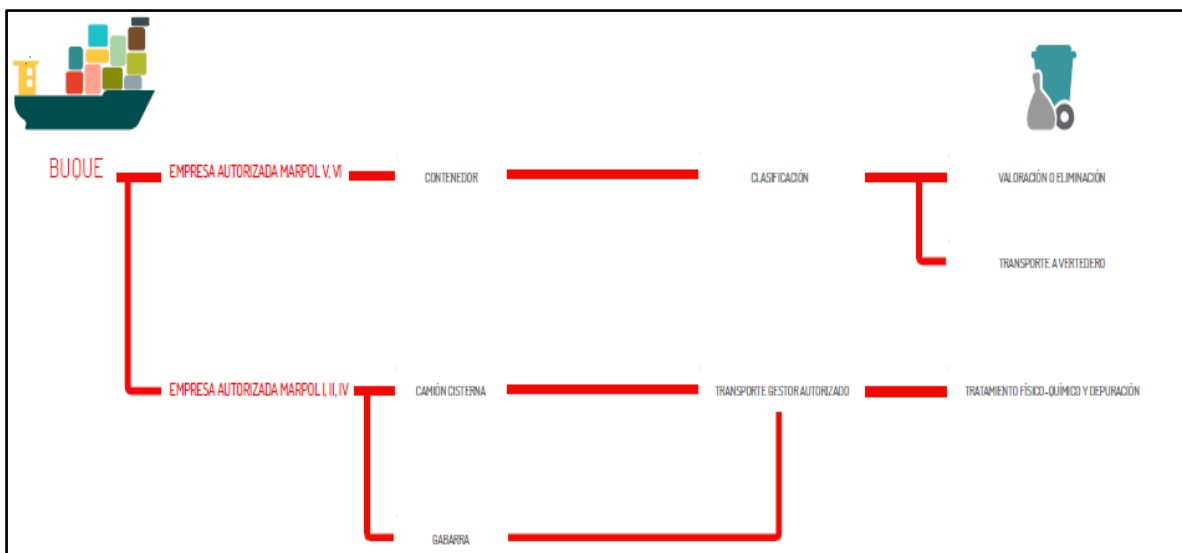 BUQUE
EMPRESA AUTORIZADA MARPOL V, VI
CONTENEDOR
CLASIFICACIÓN
VALORACIÓN O ELIMINACIÓN
TRANSPORTE A VERTEDERO
EMPRESA AUTORIZADA MARPOL I, II, IV
CAMIÓN CISTERNA
TRANSPORTE GESTOR AUTORIZADO
TRATAMIENTO FÍSICO-QUÍMICO Y DEPURACIÓN
GABARRA